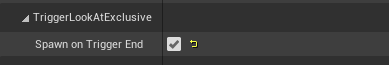 TriggerLookAtExclusive
Spawn on Trigger End